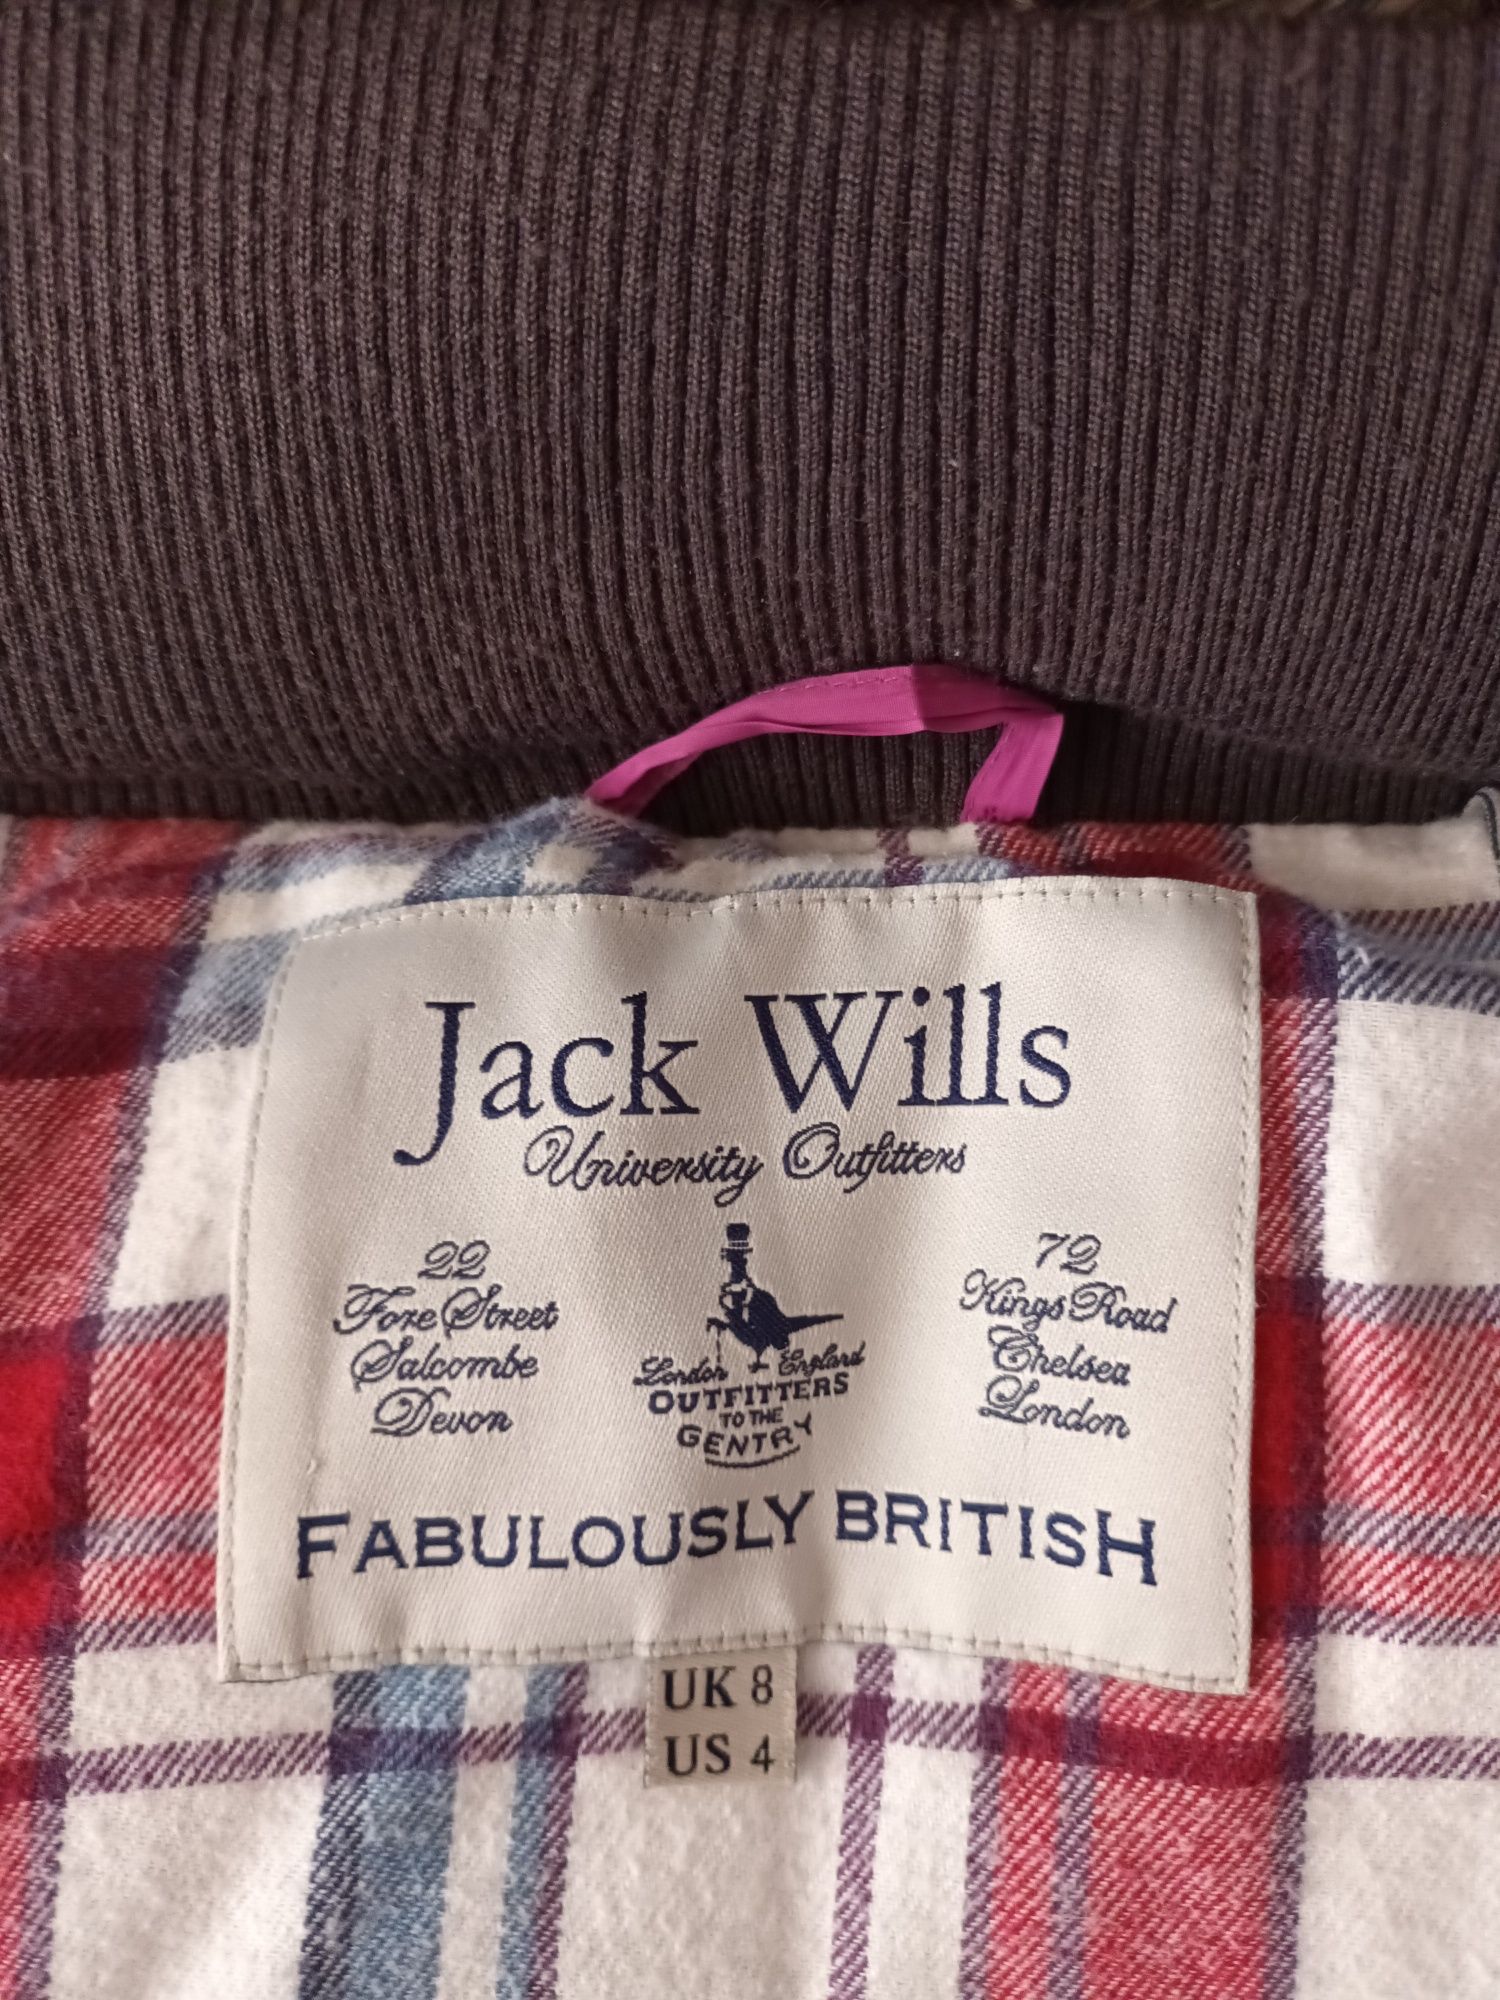 Jack Wills
University Outfitters
22
Fore Street
Salcombe
Devon
London England
OUTFITTERS
TO THE
GENTRY
72
Kings Road
Chelsea
London
FABULOUSLY BRITISH
UK 8
US 4